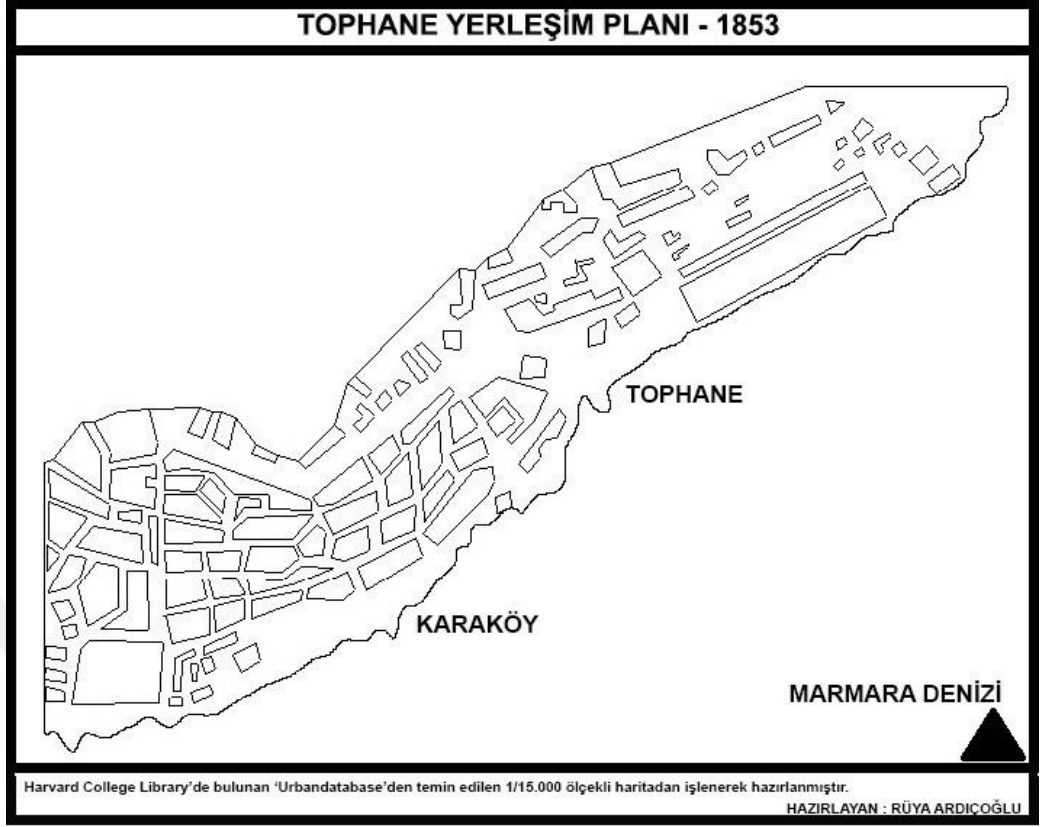 TOPHANE YERLEŞİM PLANI - 1853
TOPHANE
KARAKÖY
MARMARA DENİZİ
Harvard College Library'de bulunan 'Urbandatabase'den temin edilen 1/15.000 ölçekli haritadan işlenerek hazırlanmıştır.
HAZIRLAYAN : RÜYA ARDIÇOĞLU